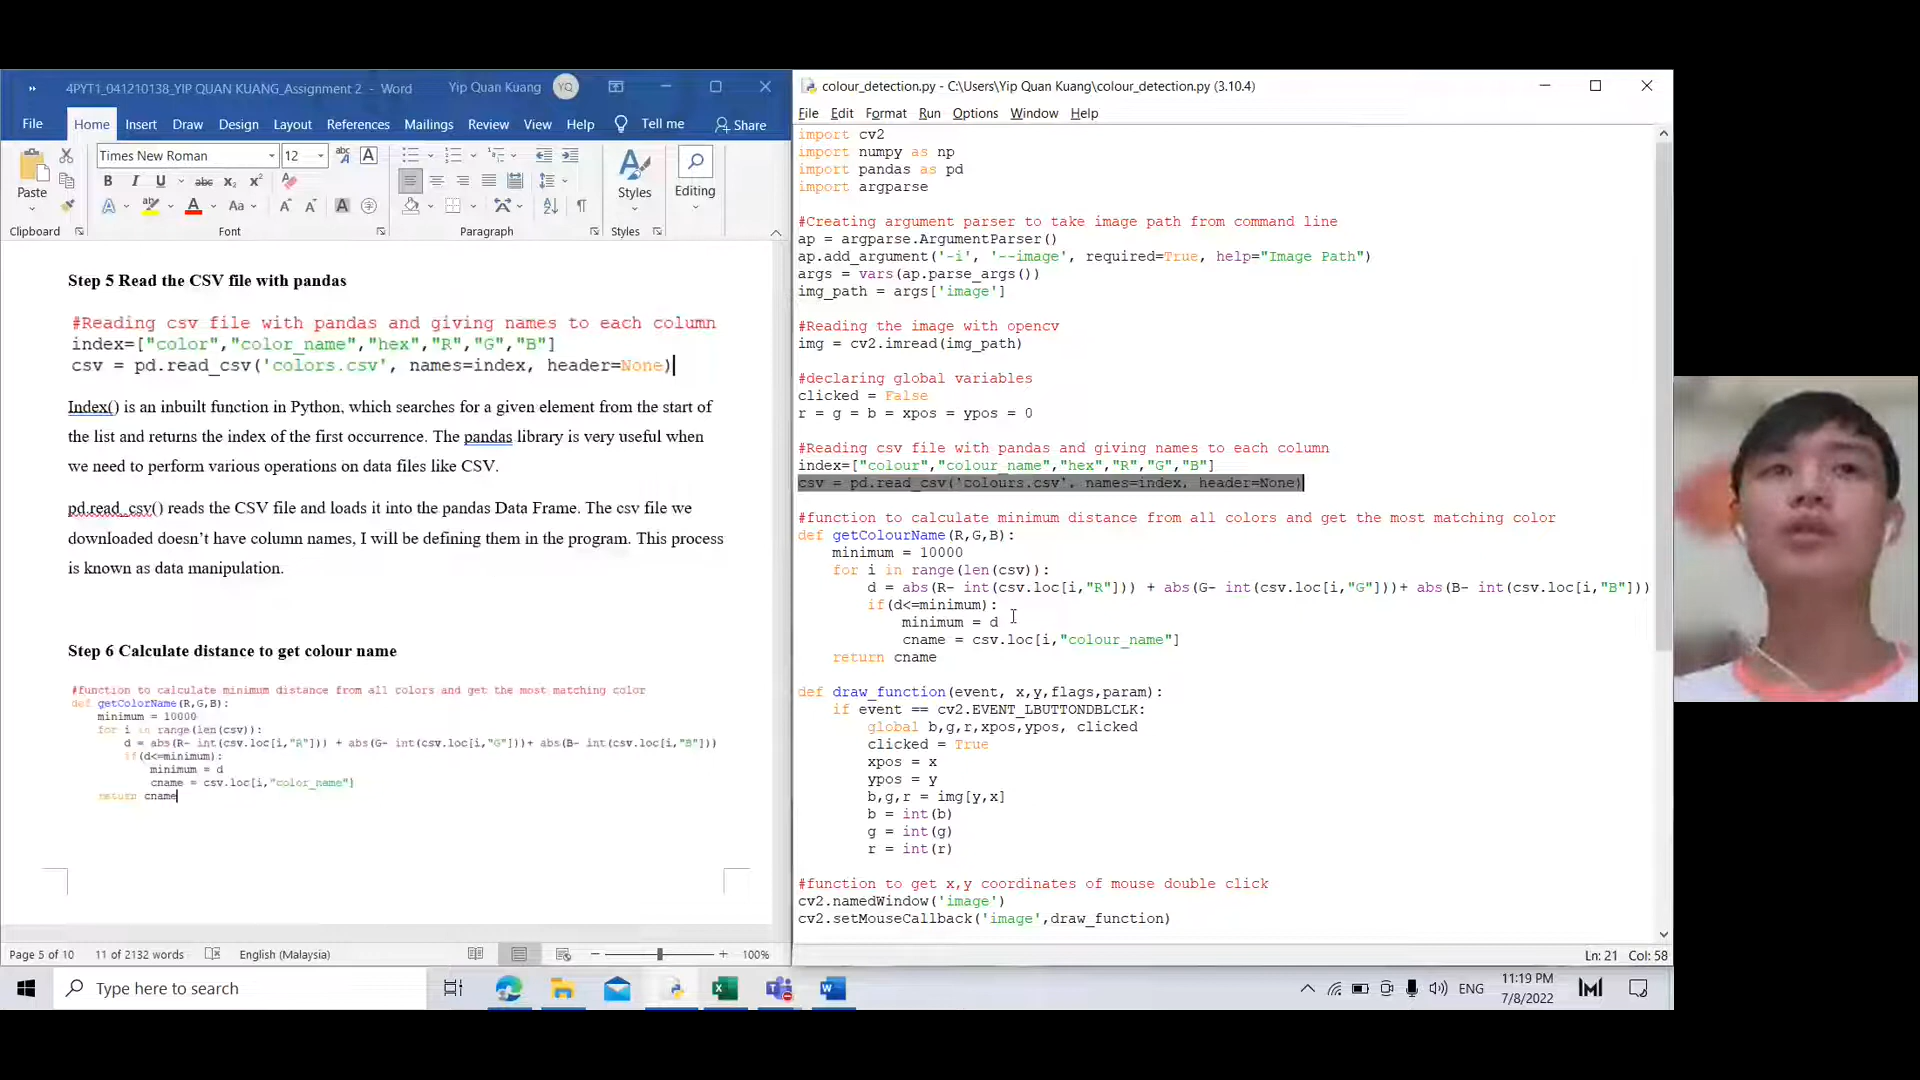 4PYT1_041210138_YIP QUAN KUANG_Assignment 2 - Word
Yip Quan Kuang
YQ
File
Home
Insert
Draw
Design
Layout
References
Mailings
Review
View
Help
Tell me
Share
Paste
Times New Roman
12
Styles
Editing
Clipboard
Font
Paragraph
Styles
Step 5 Read the CSV file with pandas
#Reading csv file with pandas and giving names to each column
index=["color","color_name","hex","R","G","B"]
csv = pd.read_csv('colors.csv', names=index, header=None)
Index() is an inbuilt function in Python, which searches for a given element from the start of
the list and returns the index of the first occurrence. The pandas library is very useful when
we need to perform various operations on data files like CSV.
pd.read_csv() reads the CSV file and loads it into the pandas Data Frame. The csv file we
downloaded doesn't have column names, I will be defining them in the program. This process
is known as data manipulation.
Step 6 Calculate distance to get colour name
#function to calculate minimum distance from all colors and get the most matching color
def getColorName(R,G,B):
minimum = 10000
for i in range(len(csv)):
d = abs(R- int(csv.loc[i,"R"])) + abs(G- int(csv.loc[i,"G"]))+ abs(B- int(csv.loc[i,"B"]))
if(d<=minimum):
minimum = d
cname = csv.loc[i,"color_name"]
return cname
Page 5 of 10
11 of 2132 words
English (Malaysia)
100%
colour_detection.py - C:\Users\Yip Quan Kuang\colour_detection.py (3.10.4)
File Edit Format Run Options Window Help
import cv2
import numpy as np
import pandas as pd
import argparse
#Creating argument parser to take image path from command line
ap = argparse.ArgumentParser()
ap.add_argument('-i', '--image', required=True, help="Image Path")
args = vars(ap.parse_args())
img_path = args['image']
#Reading the image with opencv
img = cv2.imread(img_path)
#declaring global variables
clicked = False
r = g = b = xpos = ypos = 0
#Reading csv file with pandas and giving names to each column
index=["colour","colour_name","hex","R","G","B"]
csv = pd.read_csv('colours.csv', names=index, header=None)
#function to calculate minimum distance from all colors and get the most matching color
def getColourName(R,G,B):
minimum = 10000
for i in range(len(csv)):
d = abs(R- int(csv.loc[i,"R"])) + abs(G- int(csv.loc[i,"G"]))+ abs(B- int(csv.loc[i,"B"]))
if(d<=minimum):
minimum = d
cname = csv.loc[i,"colour_name"]
return cname
def draw_function(event, x,y,flags,param):
if event == cv2.EVENT_LBUTTONDBLCLK:
global b,g,r,xpos,ypos, clicked
clicked = True
xpos = x
ypos = y
b,g,r = img[y,x]
b = int(b)
g = int(g)
r = int(r)
#function to get x,y coordinates of mouse double click
cv2.namedWindow('image')
cv2.setMouseCallback('image',draw_function)
Ln: 21 Col: 58
Type here to search
ENG
11:19 PM
7/8/2022